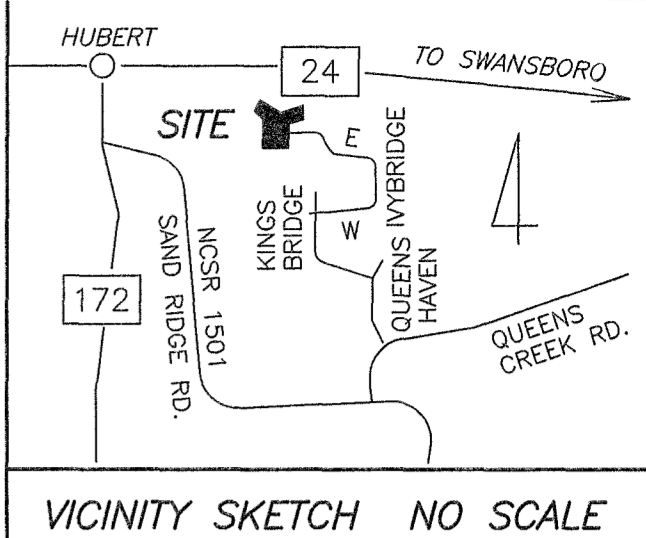 HUBERT
24
TO SWANSBORO
SITE
E
IVYBRIDGE
KINGS
BRIDGE
W
QUEENS
HAVEN
172
NCSR 1501
SAND RIDGE RD.
QUEENS
CREEK RD.
VICINITY SKETCH NO SCALE